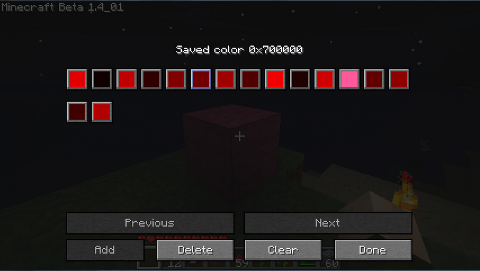 Minecraft Beta 1.4_01
Saved color 0x700000
Previous
Next
Add
Delete
Clear
Done